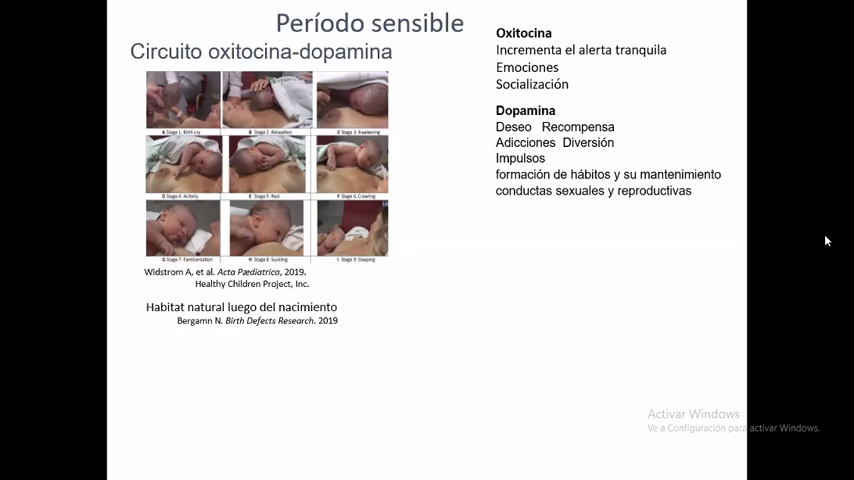 Período sensible
Circuito oxitocina-dopamina
A Stage 1: Birth cry
B Stage 2: Relaxation
C Stage 3: Awakening
D Stage 4: Activity
E Stage 5: Rest
F Stage 6: Crawling
G Stage 7: Familiarization
H Stage 8: Suckling
I Stage 9: Sleeping
Widstrom A, et al. Acta Pædiatrica, 2019.
Healthy Children Project, Inc.
Habitat natural luego del nacimiento
Bergamn N. Birth Defects Research. 2019
Oxitocina
Incrementa el alerta tranquila
Emociones
Socialización
Dopamina
Deseo Recompensa
Adicciones Diversión
Impulsos
formación de hábitos y su mantenimiento
conductas sexuales y reproductivas
Activar Windows
Ve a Configuración para activar Windows.